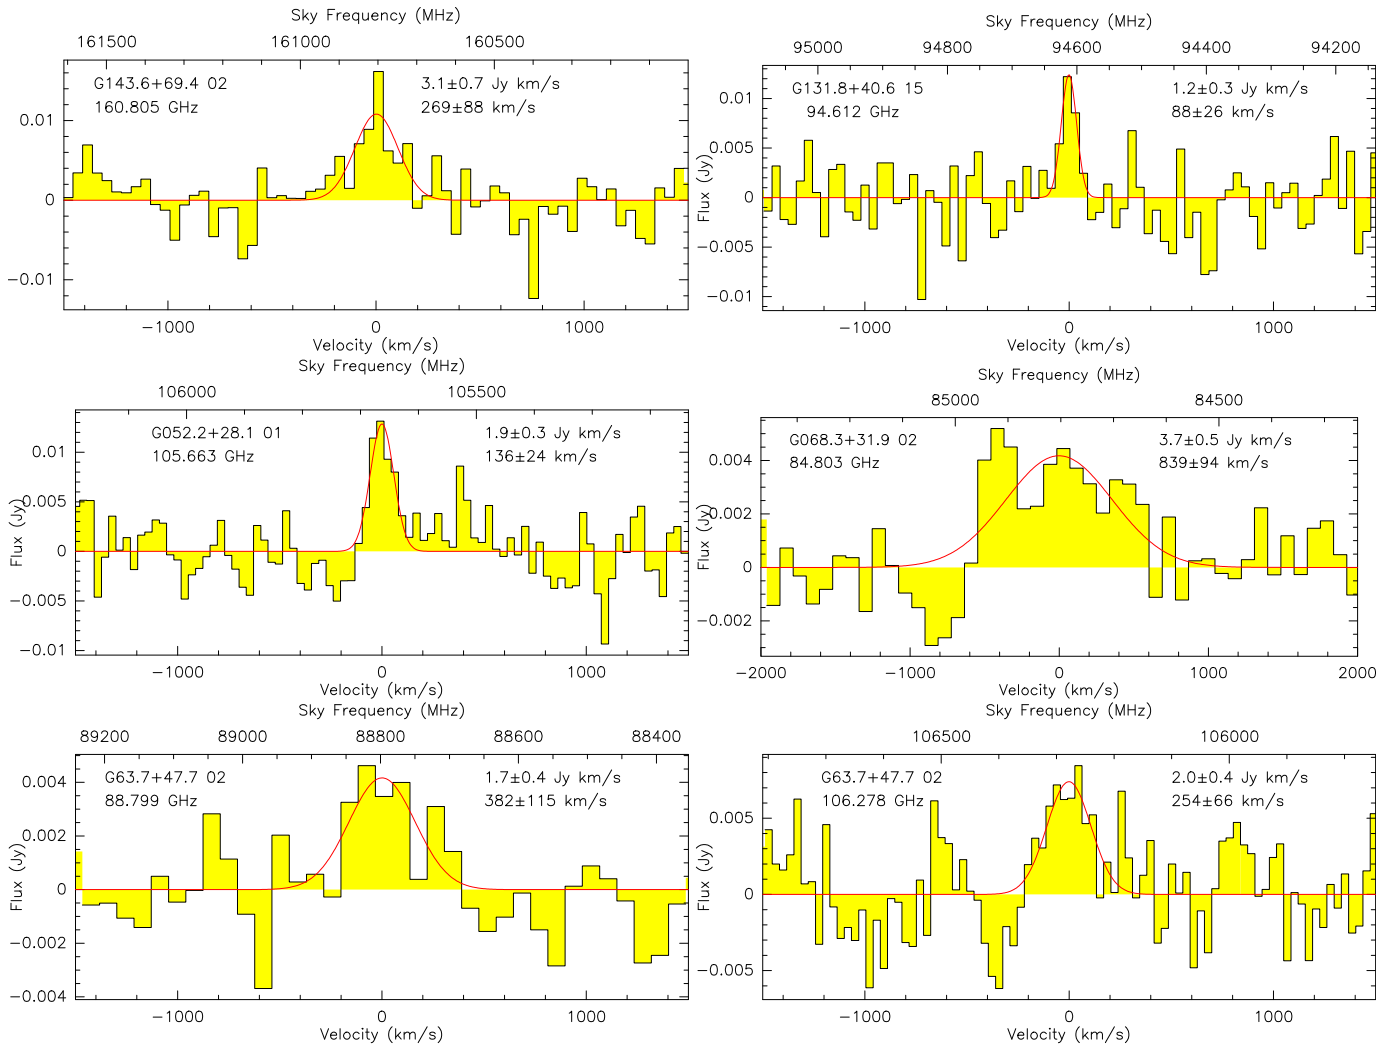 Sky Frequency (MHz)
161500 161000 160500
G143.6+69.4 02 3.1±0.7 Jy km/s
160.805 GHz 269±88 km/s
0.01
0
−0.01
−1000 0 1000
Velocity (km/s)
Sky Frequency (MHz)
95000 94800 94600 94400 94200
G131.8+40.6 15 1.2±0.3 Jy km/s
94.612 GHz 88±26 km/s
Flux (Jy)
0.01
0.005
0
−0.005
−0.01
−1000 0 1000
Velocity (km/s)
Sky Frequency (MHz)
106000 105500
G052.2+28.1 01 1.9±0.3 Jy km/s
105.663 GHz 136±24 km/s
Flux (Jy)
0.01
0.005
0
−0.005
−0.01
−1000 0 1000
Velocity (km/s)
Sky Frequency (MHz)
85000 84500
G068.3+31.9 02 3.7±0.5 Jy km/s
84.803 GHz 839±94 km/s
Flux (Jy)
0.004
0.002
0
−0.002
−2000 −1000 0 1000 2000
Velocity (km/s)
Sky Frequency (MHz)
89200 89000 88800 88600 88400
G63.7+47.7 02 1.7±0.4 Jy km/s
88.799 GHz 382±115 km/s
Flux (Jy)
0.004
0.002
0
−0.002
−0.004
−1000 0 1000
Velocity (km/s)
Sky Frequency (MHz)
106500 106000
G63.7+47.7 02 2.0±0.4 Jy km/s
106.278 GHz 254±66 km/s
Flux (Jy)
0.005
0
−0.005
−1000 0 1000
Velocity (km/s)